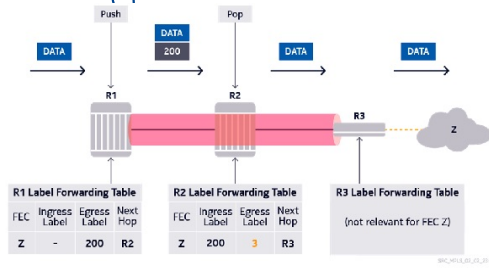 Push
Pop
DATA
DATA
200
DATA
DATA
R1
R2
R3
Z
R1 Label Forwarding Table
FEC Ingress Label Egress Label Next Hop
Z - 200 R2
R2 Label Forwarding Table
FEC Ingress Label Egress Label Next Hop
Z 200 3 R3
R3 Label Forwarding Table
(not relevant for FEC Z)